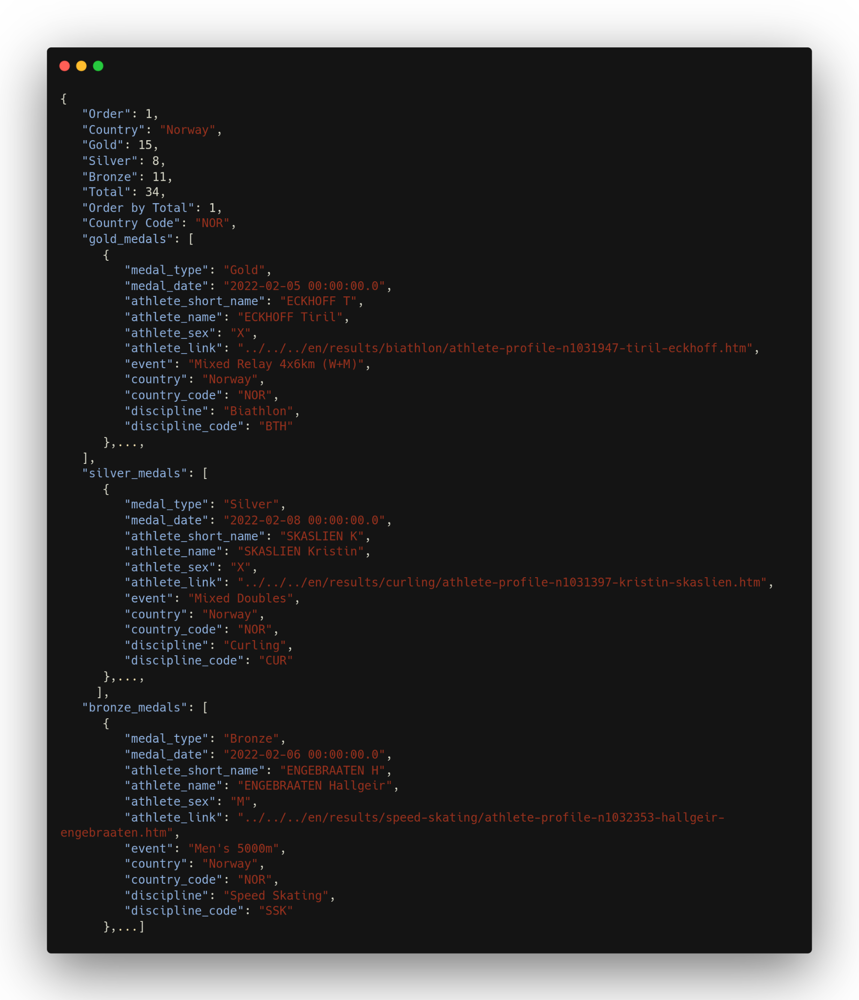 {
"Order": 1,
"Country": "Norway",
"Gold": 15,
"Silver": 8,
"Bronze": 11,
"Total": 34,
"Order by Total": 1,
"Country Code": "NOR",
"gold_medals": [
{
"medal_type": "Gold",
"medal_date": "2022-02-05 00:00:00.0",
"athlete_short_name": "ECKHOFF T",
"athlete_name": "ECKHOFF Tiril",
"athlete_sex": "X",
"athlete_link": "../../../en/results/biathlon/athlete-profile-n1031947-tiril-eckhoff.htm",
"event": "Mixed Relay 4x6km (W+M)",
"country": "Norway",
"country_code": "NOR",
"discipline": "Biathlon",
"discipline_code": "BTH"
},...,
],
"silver_medals": [
{
"medal_type": "Silver",
"medal_date": "2022-02-08 00:00:00.0",
"athlete_short_name": "SKASLIEN K",
"athlete_name": "SKASLIEN Kristin",
"athlete_sex": "X",
"athlete_link": "../../../en/results/curling/athlete-profile-n1031397-kristin-skaslien.htm",
"event": "Mixed Doubles",
"country": "Norway",
"country_code": "NOR",
"discipline": "Curling",
"discipline_code": "CUR"
},...,
],
"bronze_medals": [
{
"medal_type": "Bronze",
"medal_date": "2022-02-06 00:00:00.0",
"athlete_short_name": "ENGEBRAATEN H",
"athlete_name": "ENGEBRAATEN Hallgeir",
"athlete_sex": "M",
"athlete_link": "../../../en/results/speed-skating/athlete-profile-n1032353-hallgeir-
engebraaten.htm",
"event": "Men's 5000m",
"country": "Norway",
"country_code": "NOR",
"discipline": "Speed Skating",
"discipline_code": "SSK"
},...]